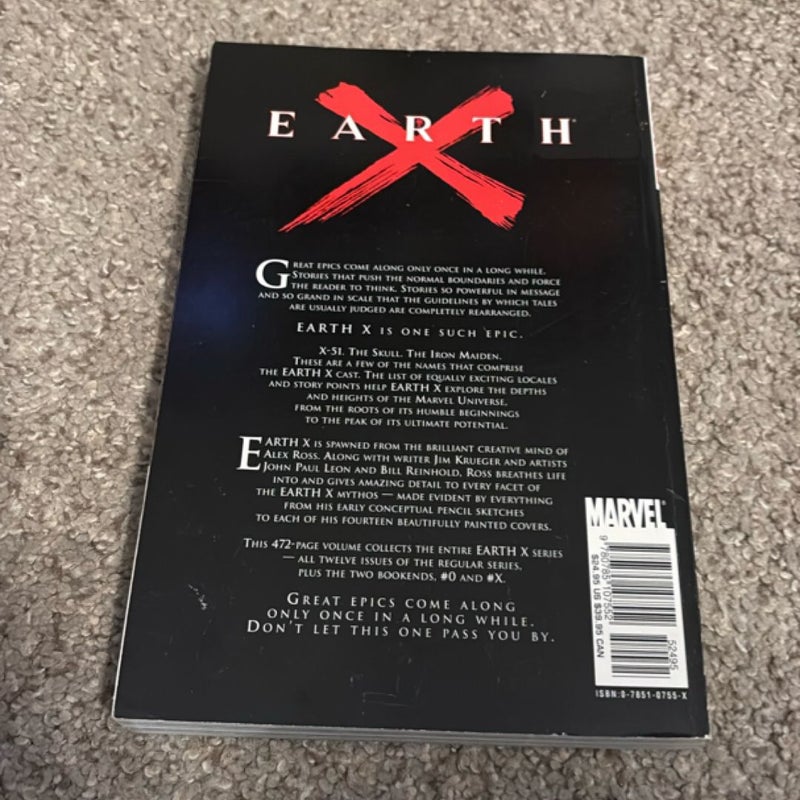 EARTH
X
GREAT EPICS COME ALONG ONLY ONCE IN A LONG WHILE.
STORIES THAT PUSH THE NORMAL BOUNDARIES AND FORCE
THE READER TO THINK. STORIES SO POWERFUL IN MESSAGE
AND SO GRAND IN SCALE THAT THE GUIDELINES BY WHICH TALES
ARE USUALLY JUDGED ARE COMPLETELY REARRANGED.
EARTH X IS ONE SUCH EPIC.
X-51. THE SKULL. THE IRON MAIDEN.
THESE ARE A FEW OF THE NAMES THAT COMPRISE
THE EARTH X CAST. THE LIST OF EQUALLY EXCITING LOCALES
AND STORY POINTS HELP EARTH X EXPLORE THE DEPTHS
AND HEIGHTS OF THE MARVEL UNIVERSE,
FROM THE ROOTS OF ITS HUMBLE BEGINNINGS
TO THE PEAK OF ITS ULTIMATE POTENTIAL.
EARTH X IS SPAWNED FROM THE BRILLIANT CREATIVE MIND OF
ALEX ROSS. ALONG WITH WRITER JIM KRUEGER AND ARTISTS
JOHN PAUL LEON AND BILL REINHOLD, ROSS BREATHES LIFE
INTO AND GIVES AMAZING DETAIL TO EVERY FACET OF
THE EARTH X MYTHOS — MADE EVIDENT BY EVERYTHING
FROM HIS EARLY CONCEPTUAL PENCIL SKETCHES
TO EACH OF HIS FOURTEEN BEAUTIFULLY PAINTED COVERS.
THIS 472-PAGE VOLUME COLLECTS THE ENTIRE EARTH X SERIES
— ALL TWELVE ISSUES OF THE REGULAR SERIES,
PLUS THE TWO BOOKENDS, #0 AND #X.
GREAT EPICS COME ALONG
ONLY ONCE IN A LONG WHILE.
DON'T LET THIS ONE PASS YOU BY.
MARVEL
9 780785 107552
52495
$24.95 US $39.95 CAN
ISBN:0-7851-0755-X